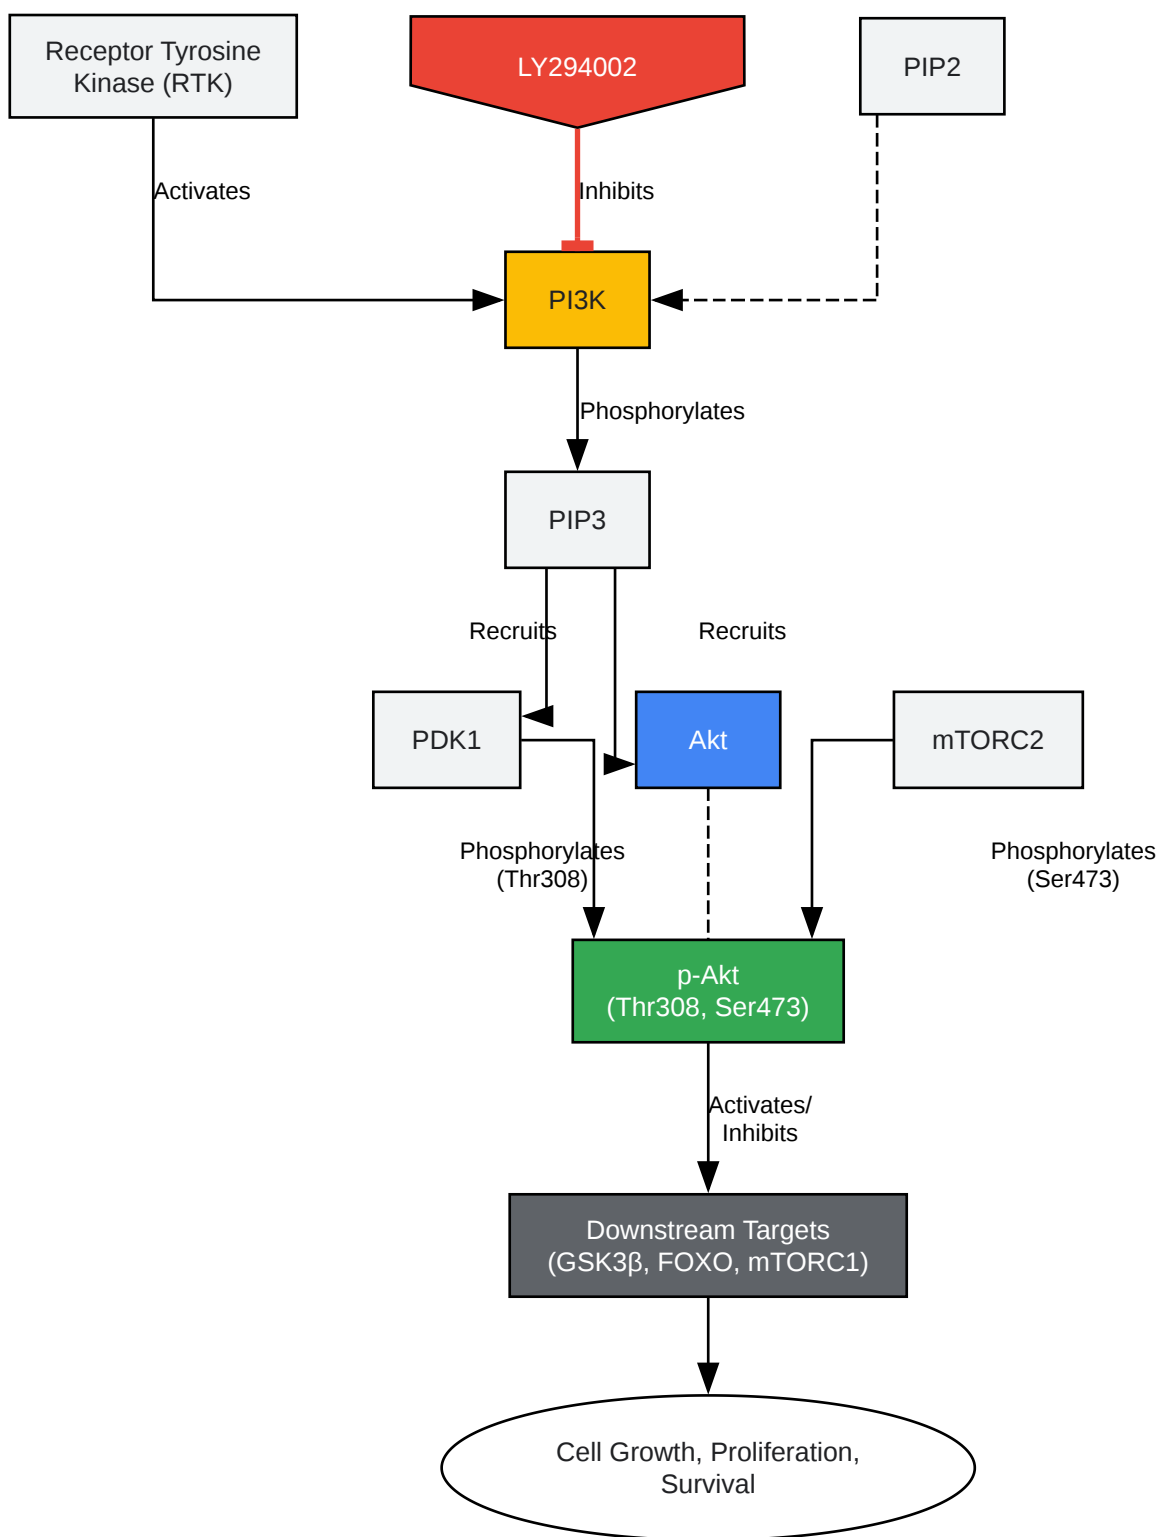 Receptor Tyrosine
Kinase (RTK)
LY294002
PIP2
Activates
Inhibits
PI3K
Phosphorylates
PIP3
Recruits
Recruits
PDK1
Akt
mTORC2
Phosphorylates
(Thr308)
Phosphorylates
(Ser473)
p-Akt
(Thr308, Ser473)
Activates/
Inhibits
Downstream Targets
(GSK3β, FOXO, mTORC1)
Cell Growth, Proliferation,
Survival